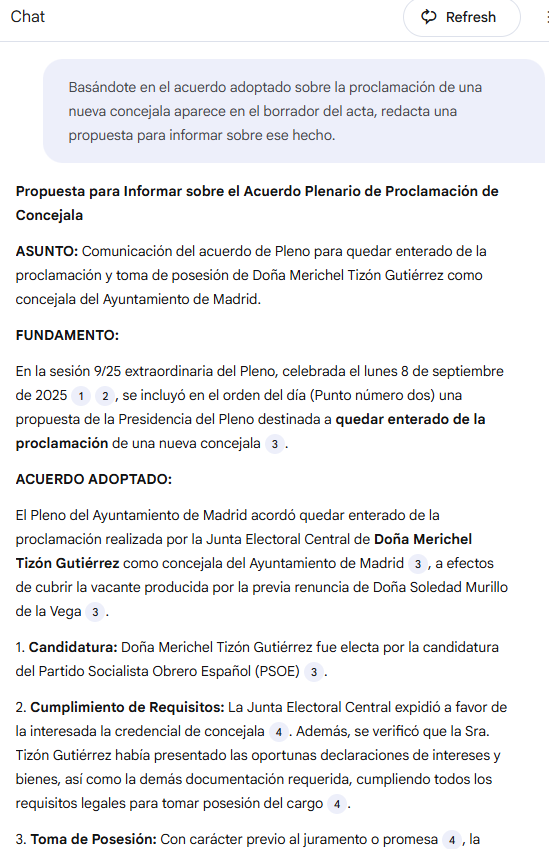 Chat
Refresh
Basándote en el acuerdo adoptado sobre la proclamación de una
nueva concejala aparece en el borrador del acta, redacta una
propuesta para informar sobre ese hecho.
Propuesta para Informar sobre el Acuerdo Plenario de Proclamación de
Concejala
ASUNTO: Comunicación del acuerdo de Pleno para quedar enterado de la
proclamación y toma de posesión de Doña Merichel Tizón Gutiérrez como
concejala del Ayuntamiento de Madrid.
FUNDAMENTO:
En la sesión 9/25 extraordinaria del Pleno, celebrada el lunes 8 de septiembre
de 2025 1 2 , se incluyó en el orden del día (Punto número dos) una
propuesta de la Presidencia del Pleno destinada a quedar enterado de la
proclamación de una nueva concejala 3 .
ACUERDO ADOPTADO:
El Pleno del Ayuntamiento de Madrid acordó quedar enterado de la
proclamación realizada por la Junta Electoral Central de Doña Merichel
Tizón Gutiérrez como concejala del Ayuntamiento de Madrid 3 , a efectos
de cubrir la vacante producida por la previa renuncia de Doña Soledad Murillo
de la Vega 3 .
1. Candidatura: Doña Merichel Tizón Gutiérrez fue electa por la candidatura
del Partido Socialista Obrero Español (PSOE) 3 .
2. Cumplimiento de Requisitos: La Junta Electoral Central expidió a favor de
la interesada la credencial de concejala 4 . Además, se verificó que la Sra.
Tizón Gutiérrez había presentado las oportunas declaraciones de intereses y
bienes, así como la demás documentación requerida, cumpliendo todos los
requisitos legales para tomar posesión del cargo 4 .
3. Toma de Posesión: Con carácter previo al juramento o promesa 4 , la